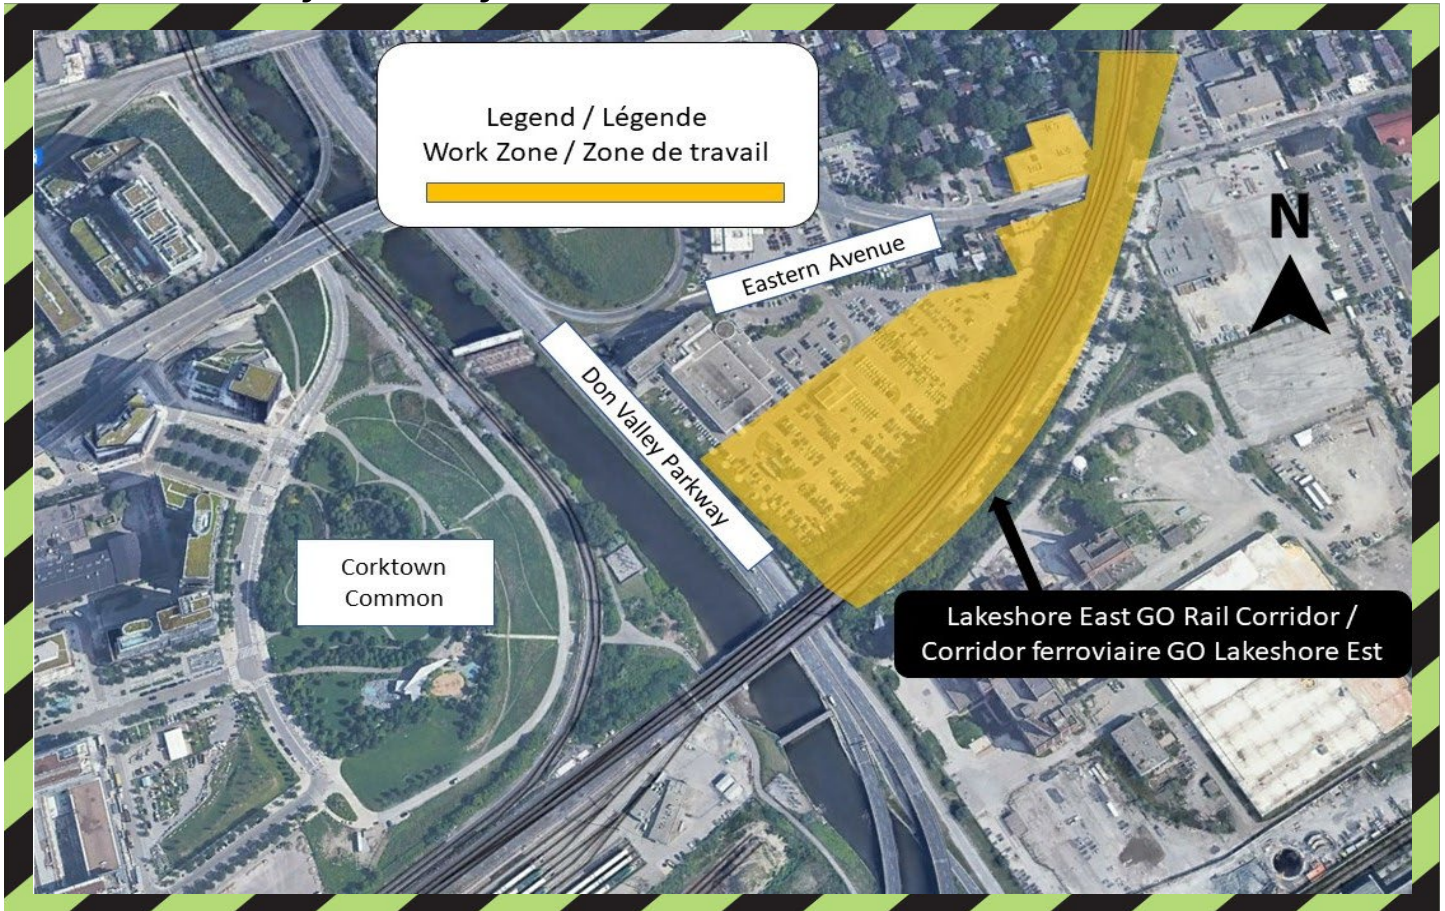 Legend / Légende
Work Zone / Zone de travail
N
Eastern Avenue
Don Valley Parkway
Corktown
Common
Lakeshore East GO Rail Corridor /
Corridor ferroviaire GO Lakeshore Est